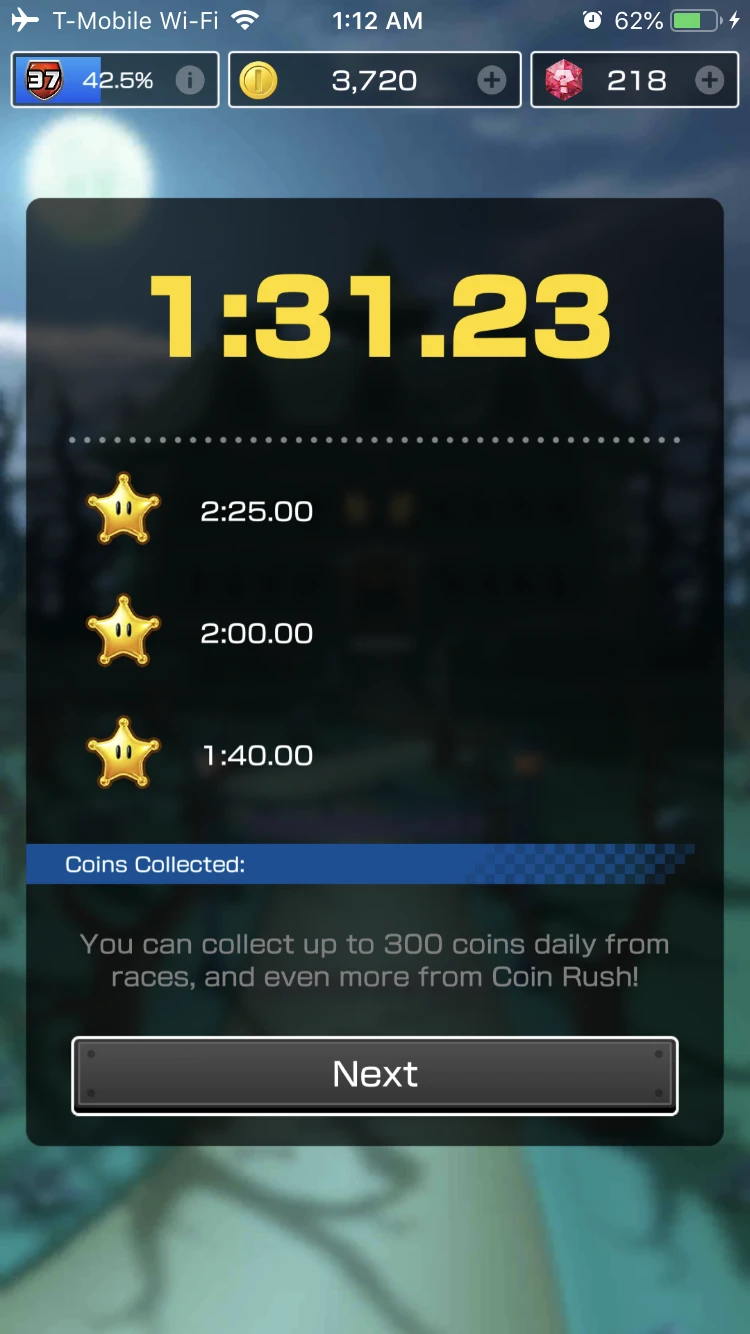 T-Mobile Wi-Fi 1:12 AM 62%
37 42.5% i 3,720 + 218 +
1:31.23
2:25.00
2:00.00
1:40.00
Coins Collected:
You can collect up to 300 coins daily from
races, and even more from Coin Rush!
Next